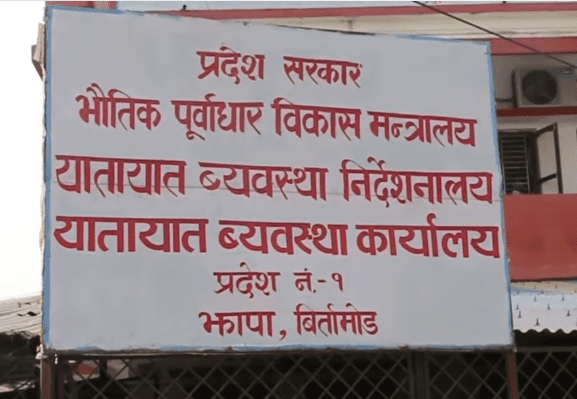 प्रदेश सरकार
भौतिक पूर्वाधार विकास मन्त्रालय
यातायात ब्यवस्था निर्देशनालय
यातायात ब्यवस्था कार्यालय
प्रदेश नं.-१
झापा, बिर्तामोड